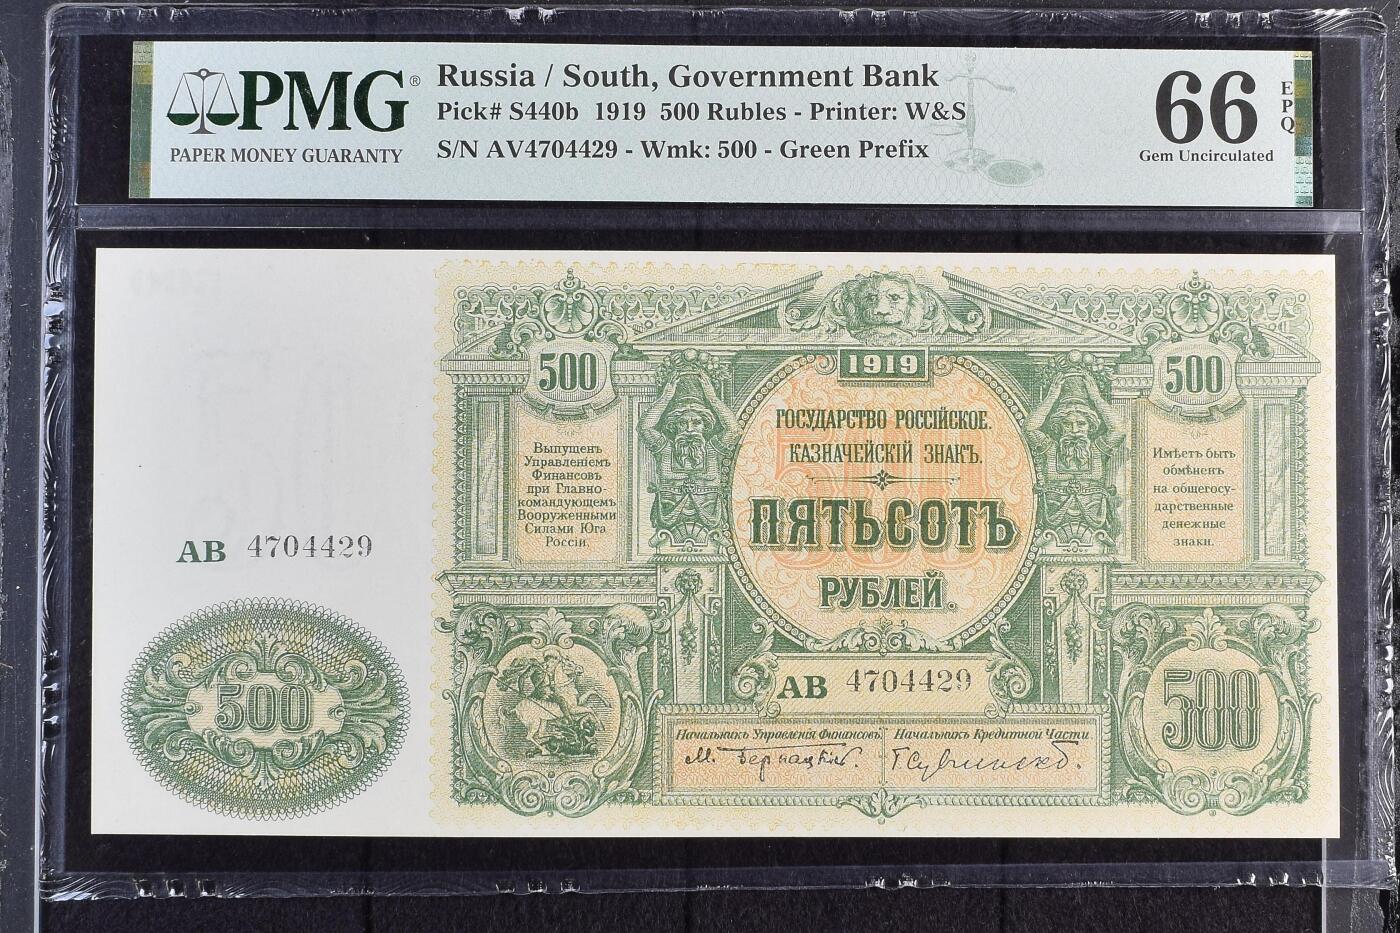 PMG®
PAPER MONEY GUARANTY
Russia / South, Government Bank
Pick# S440b 1919 500 Rubles - Printer: W&S
S/N AV4704429 - Wmk: 500 - Green Prefix
66
EPQ
Gem Uncirculated
1919
500
500
ГОСУДАРСТВО РОССІЙСКОЕ.
КАЗНАЧЕЙСКІЙ ЗНАКЪ.
500
ПЯТЬСОТЪ
РУБЛЕЙ.
Выпущенъ
Управленіемъ
Финансовъ
при Главно-
командующемъ
Вооруженными
Силами Юга
Россіи.
Имѣетъ быть
обмѣненъ
на общегосу-
дарственные
денежные
знаки.
АВ 4704429
АВ 4704429
500
500
Начальникъ Управленія Финансовъ.
Начальникъ Кредитной Части.
М. Бернацкій.